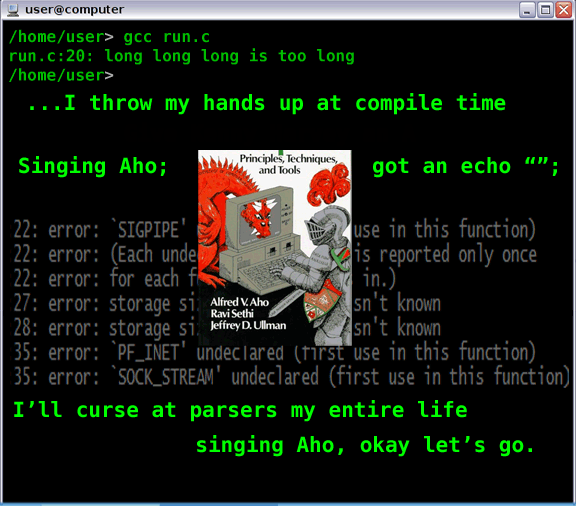 user@computer
/home/user> gcc run.c
run.c:20: long long long is too long
/home/user>
...I throw my hands up at compile time
Singing Aho; got an echo “”;
Principles, Techniques,
and Tools
22: error: `SIGPIPE' use in this function)
22: error: (Each unde is reported only once
22: error: for each f in.)
27: error: storage si sn't known
28: error: storage si sn't known
35: error: `PF_INET' undeclared (first use in this function)
35: error: `SOCK_STREAM' undeclared (first use in this function)
Alfred V. Aho
Ravi Sethi
Jeffrey D. Ullman
I’ll curse at parsers my entire life
singing Aho, okay let’s go.